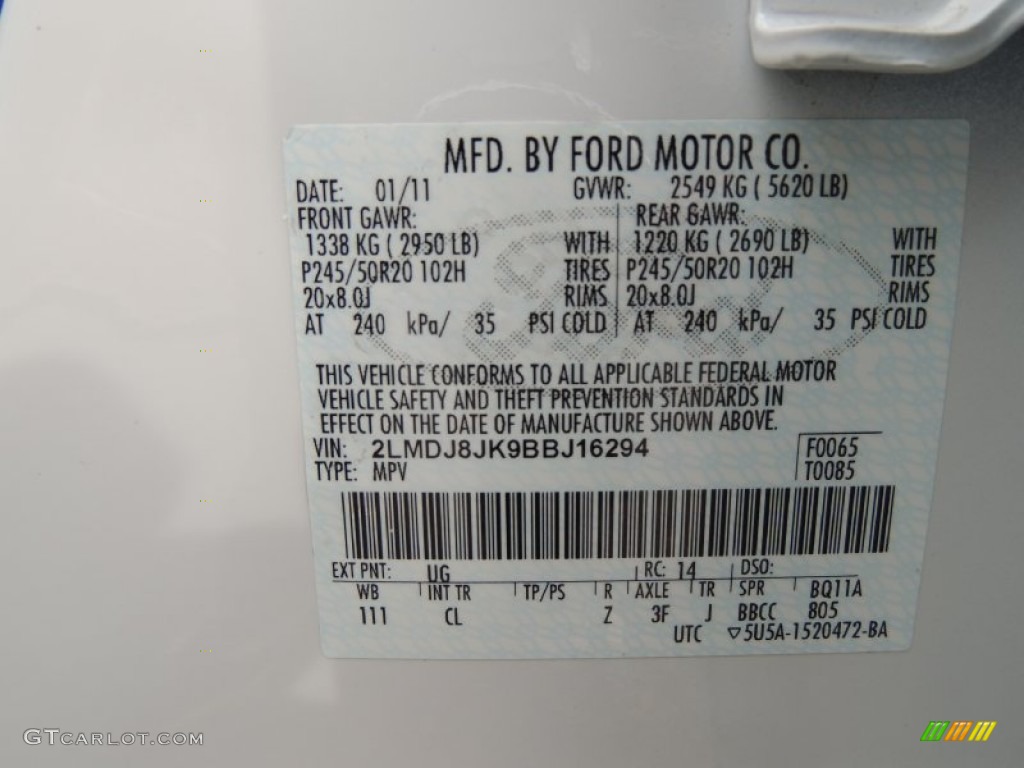 MFD. BY FORD MOTOR CO.
DATE: 01/11 GVWR: 2549 KG ( 5620 LB)
FRONT GAWR: REAR GAWR:
1338 KG ( 2950 LB) WITH 1220 KG ( 2690 LB) WITH
P245/50R20 102H TIRES P245/50R20 102H TIRES
20x8.0J RIMS 20x8.0J RIMS
AT 240 kPa/ 35 PSI COLD AT 240 kPa/ 35 PSI COLD
THIS VEHICLE CONFORMS TO ALL APPLICABLE FEDERAL MOTOR
VEHICLE SAFETY AND THEFT PREVENTION STANDARDS IN
EFFECT ON THE DATE OF MANUFACTURE SHOWN ABOVE.
VIN: 2LMDJ8JK9BBJ16294 F0065
TYPE: MPV T0085
EXT PNT: UG RC: 14 DSO:
WB INT TR TP/PS R AXLE TR SPR BQ11A
111 CL Z 3F J BBCC 805
UTC ▽5U5A-1520472-BA
GTCARLOT.COM